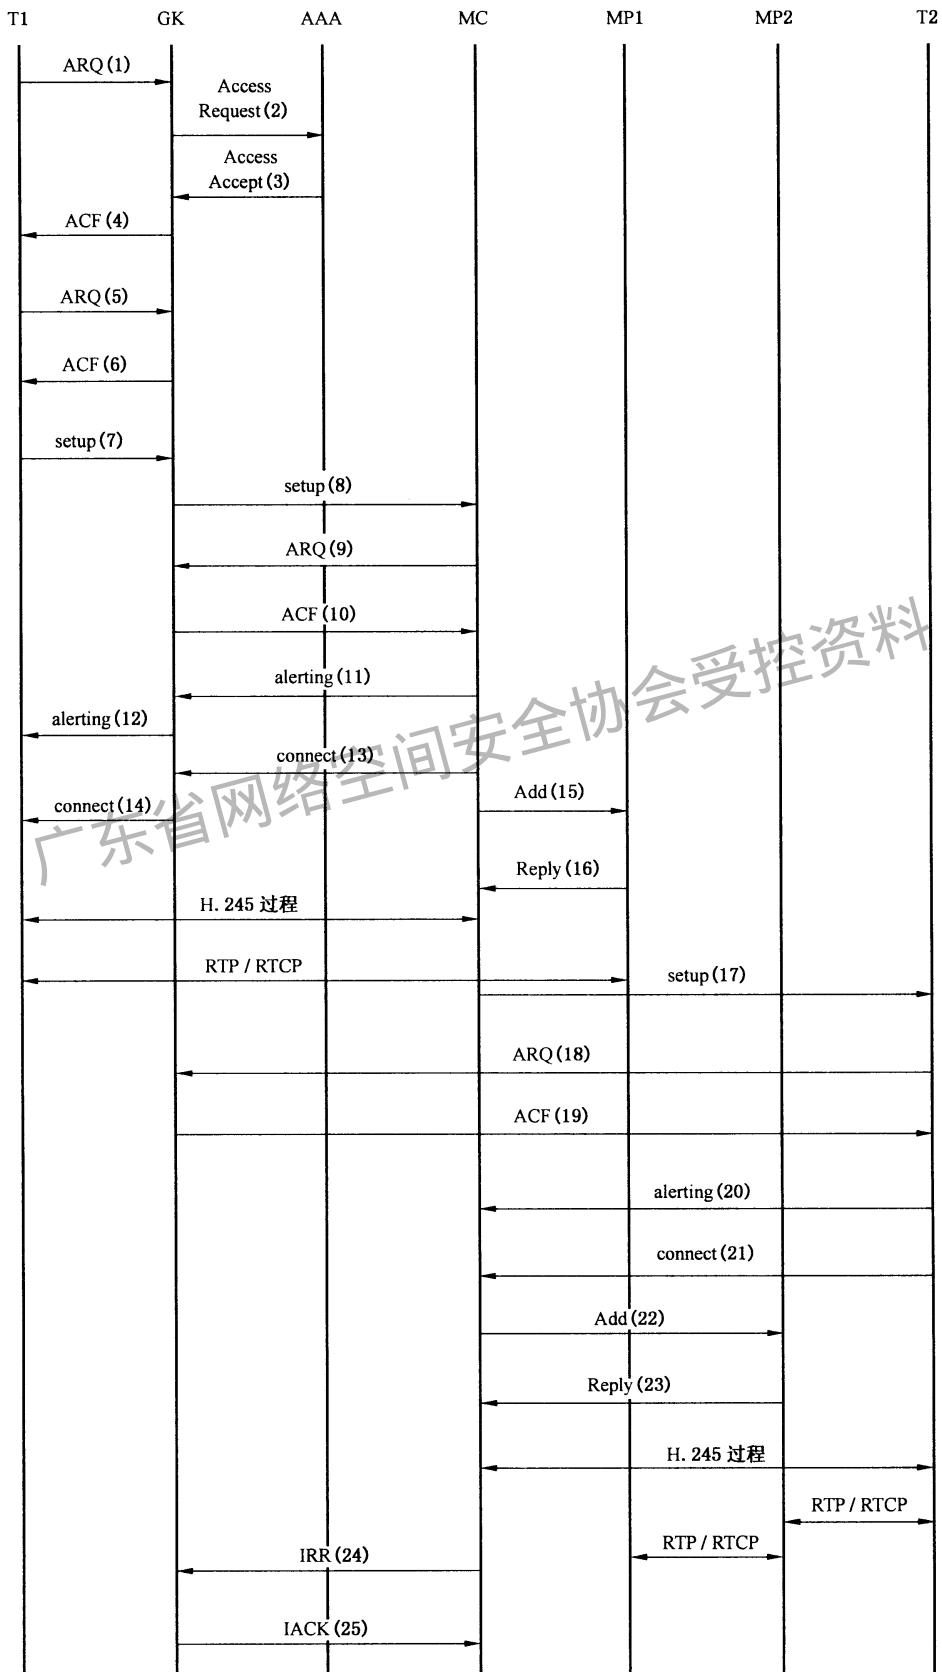 T1 GK AAA MC MP1 MP2 T2
ARQ(1)
Access
Request(2)
Access
Accept(3)
ACF(4)
ARQ(5)
ACF(6)
setup(7)
setup(8)
ARQ(9)
ACF(10)
alerting(11)
alerting(12)
connect(13)
Add(15)
connect(14)
Reply(16)
H. 245 过程
RTP / RTCP
setup(17)
ARQ(18)
ACF(19)
alerting(20)
connect(21)
Add(22)
Reply(23)
H. 245 过程
RTP / RTCP
RTP / RTCP
IRR(24)
IACK(25)
广东省网络空间安全协会受控资料